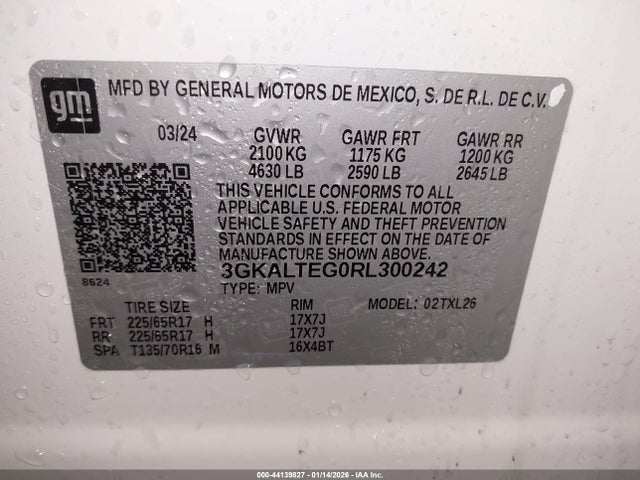 gm
MFD BY GENERAL MOTORS DE MEXICO, S. DE R.L. DE C.V.
03/24 GVWR GAWR FRT GAWR RR
2100 KG 1175 KG 1200 KG
4630 LB 2590 LB 2645 LB
THIS VEHICLE CONFORMS TO ALL
APPLICABLE U.S. FEDERAL MOTOR
VEHICLE SAFETY AND THEFT PREVENTION
STANDARDS IN EFFECT ON THE DATE OF
MANUFACTURE SHOWN ABOVE.
3GKALTEG0RL300242
8624 TYPE: MPV MODEL: 02TXL26
TIRE SIZE RIM
FRT 225/65R17 H 17X7J
RR 225/65R17 H 17X7J
SPA T135/70R16 M 16X4BT
000-44139827 - 01/14/2026 - IAA Inc.